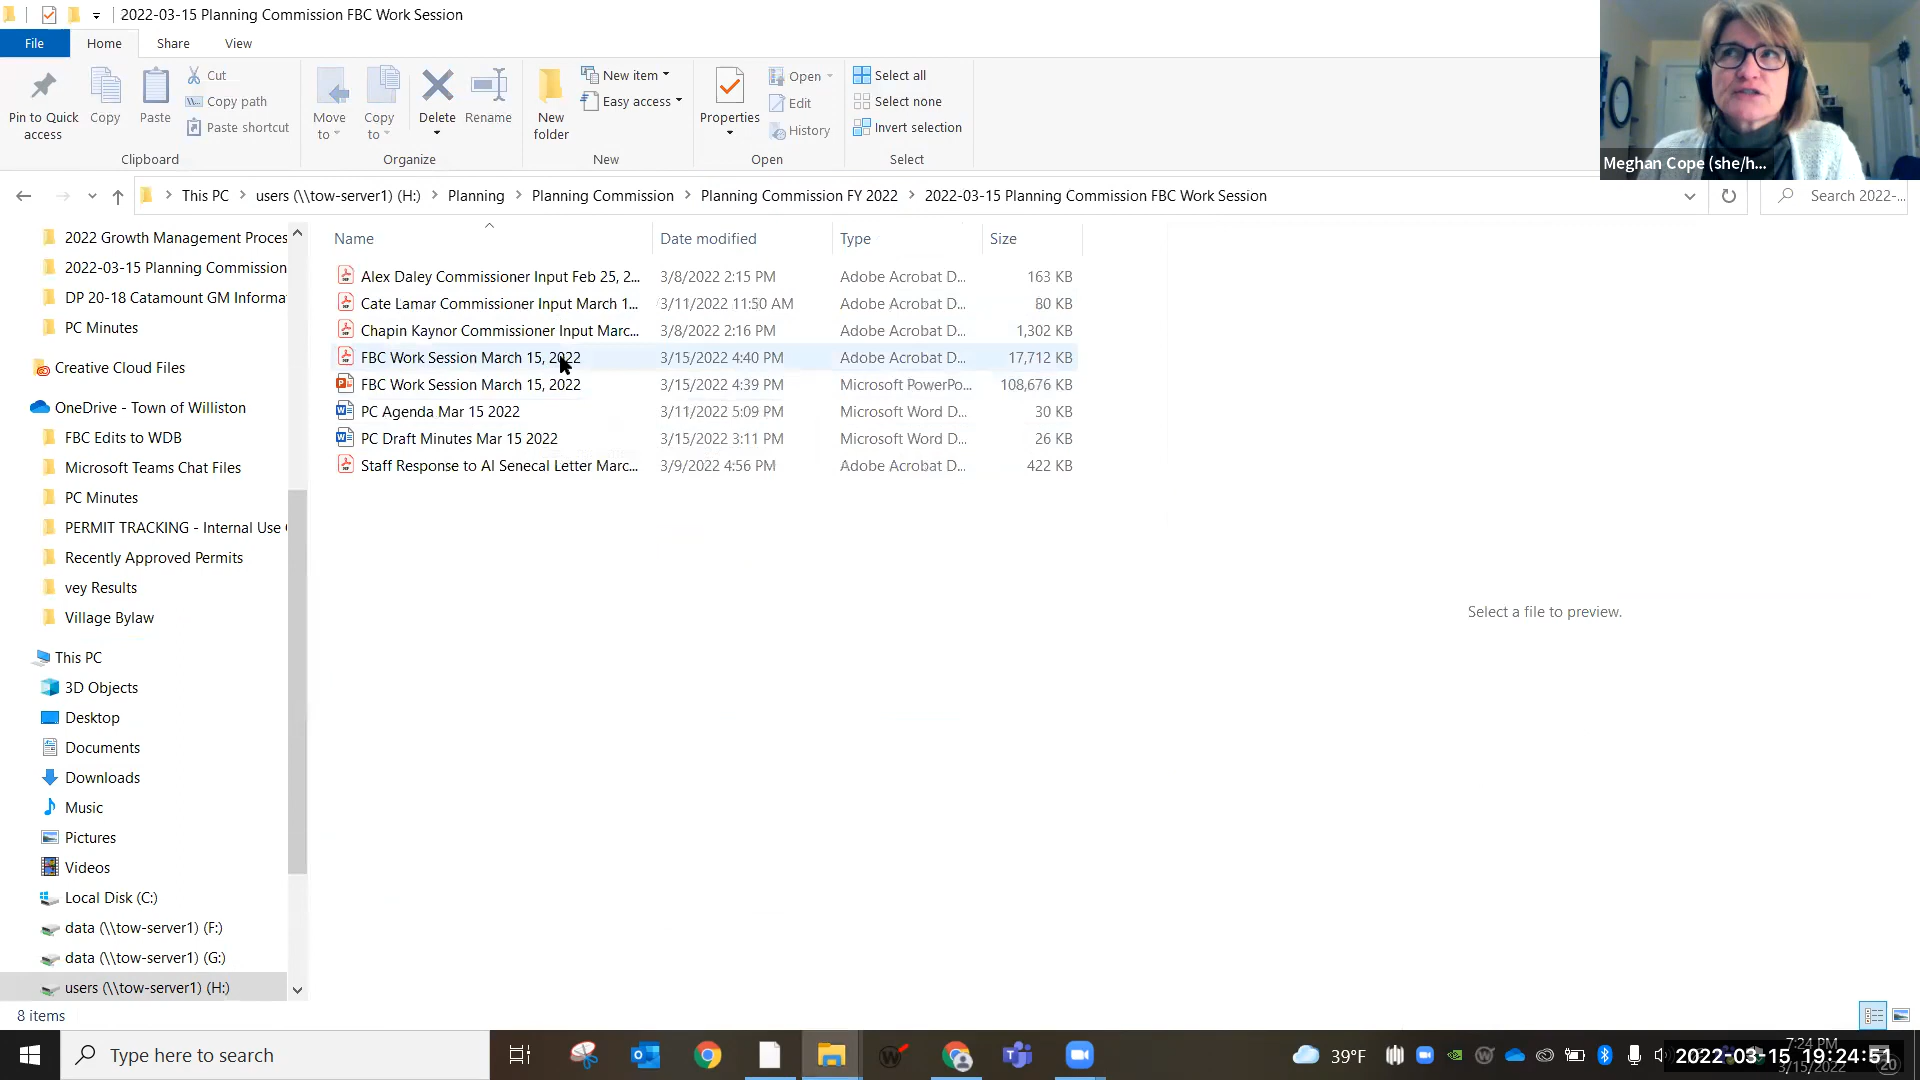 2022-03-15 Planning Commission FBC Work Session
File Home Share View
Pin to Quick access
Copy
Paste
Cut
Copy path
Paste shortcut
Clipboard
Move to
Copy to
Delete
Rename
Organize
New folder
New item
Easy access
New
Properties
Open
Edit
History
Open
Select all
Select none
Invert selection
Select
Meghan Cope (she/h...
This PC users (\\tow-server1) (H:) Planning Planning Commission Planning Commission FY 2022 2022-03-15 Planning Commission FBC Work Session
Search 2022-...
2022 Growth Management Proces
2022-03-15 Planning Commission
DP 20-18 Catamount GM Informa
PC Minutes
Creative Cloud Files
OneDrive - Town of Williston
FBC Edits to WDB
Microsoft Teams Chat Files
PC Minutes
PERMIT TRACKING - Internal Use
Recently Approved Permits
vey Results
Village Bylaw
This PC
3D Objects
Desktop
Documents
Downloads
Music
Pictures
Videos
Local Disk (C:)
data (\\tow-server1) (F:)
data (\\tow-server1) (G:)
users (\\tow-server1) (H:)
Name Date modified Type Size
Alex Daley Commissioner Input Feb 25, 2... 3/8/2022 2:15 PM Adobe Acrobat D... 163 KB
Cate Lamar Commissioner Input March 1... 3/11/2022 11:50 AM Adobe Acrobat D... 80 KB
Chapin Kaynor Commissioner Input Marc... 3/8/2022 2:16 PM Adobe Acrobat D... 1,302 KB
FBC Work Session March 15, 2022 3/15/2022 4:40 PM Adobe Acrobat D... 17,712 KB
FBC Work Session March 15, 2022 3/15/2022 4:39 PM Microsoft PowerPo... 108,676 KB
PC Agenda Mar 15 2022 3/11/2022 5:09 PM Microsoft Word D... 30 KB
PC Draft Minutes Mar 15 2022 3/15/2022 3:11 PM Microsoft Word D... 26 KB
Staff Response to Al Senecal Letter Marc... 3/9/2022 4:56 PM Adobe Acrobat D... 422 KB
Select a file to preview.
8 items
Type here to search
39°F
7:24 PM
2022-03-15 19:24:51
3/15/2022
20